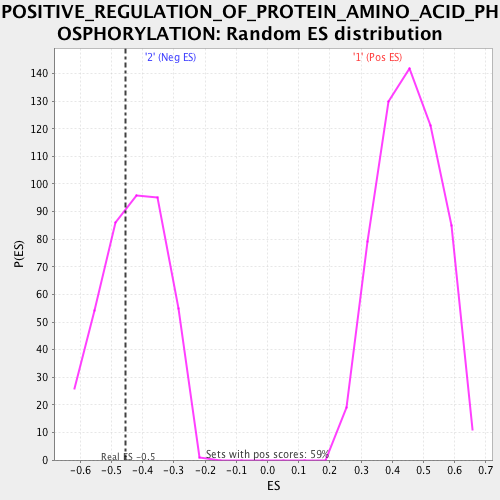 POSITIVE_REGULATION_OF_PROTEIN_AMINO_ACID_PH
OSPHORYLATION: Random ES distribution
'2' (Neg ES)
'1' (Pos ES)
140
130
120
110
100
90
80
70
60
50
40
30
20
10
0
P(ES)
Real ES -0.5
Sets with pos scores: 59%
-0.6 -0.5 -0.4 -0.3 -0.2 -0.1 0.0 0.1 0.2 0.3 0.4 0.5 0.6 0.7
ES